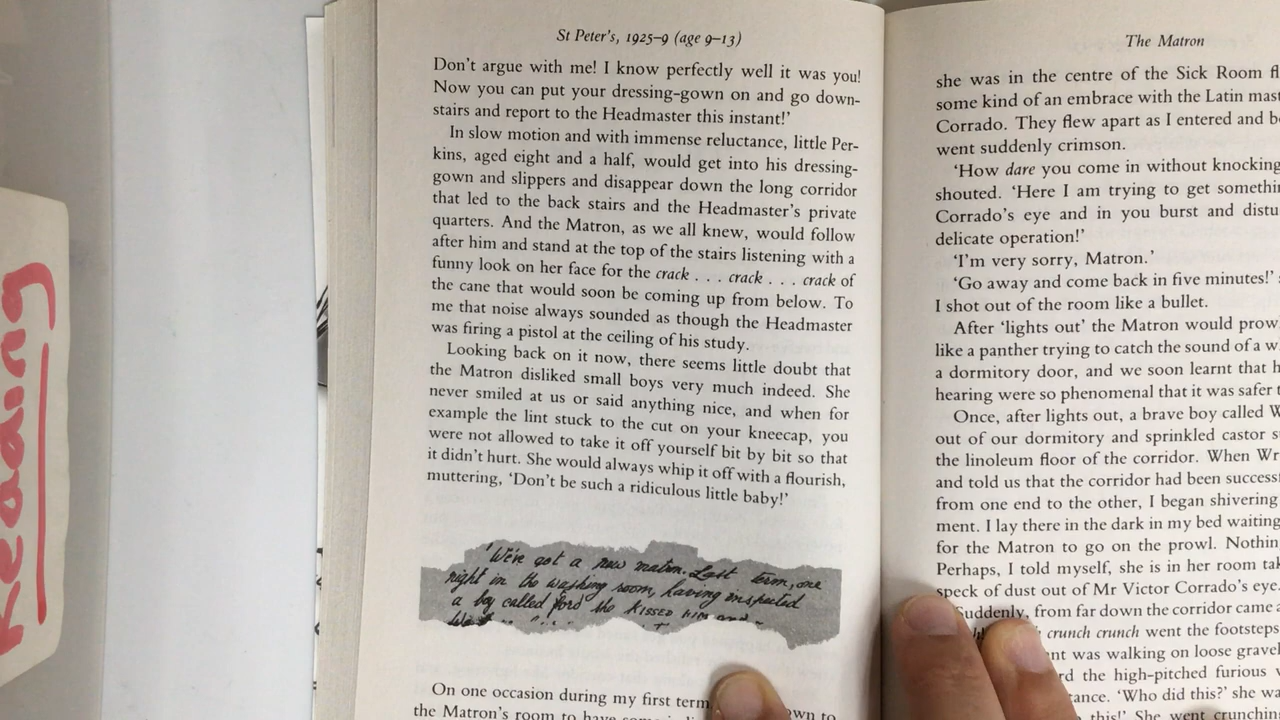 Reading
St Peter's, 1925–9 (age 9–13)
Don't argue with me! I know perfectly well it was you!
Now you can put your dressing-gown on and go down-
stairs and report to the Headmaster this instant!'
In slow motion and with immense reluctance, little Per-
kins, aged eight and a half, would get into his dressing-
gown and slippers and disappear down the long corridor
that led to the back stairs and the Headmaster's private
quarters. And the Matron, as we all knew, would follow
after him and stand at the top of the stairs listening with a
funny look on her face for the crack . . . crack . . . crack of
the cane that would soon be coming up from below. To
me that noise always sounded as though the Headmaster
was firing a pistol at the ceiling of his study.
Looking back on it now, there seems little doubt that
the Matron disliked small boys very much indeed. She
never smiled at us or said anything nice, and when for
example the lint stuck to the cut on your kneecap, you
were not allowed to take it off yourself bit by bit so that
it didn't hurt. She would always whip it off with a flourish,
muttering, 'Don't be such a ridiculous little baby!'
'We've got a new matron. Last term, one
night in the washing room, having inspected
a boy called Ford she kissed him and
On one occasion during my first term
the Matron's room to have
The Matron
she was in the centre of the Sick Room
some kind of an embrace with the Latin
Corrado. They flew apart as I entered and
went suddenly crimson.
'How dare you come in without knocking
shouted. 'Here I am trying to get
Corrado's eye and in you burst and
delicate operation!'
'I'm very sorry, Matron.'
'Go away and come back in five minutes!'
I shot out of the room like a bullet.
After 'lights out' the Matron would
like a panther trying to catch the sound of a
a dormitory door, and we soon learnt that
hearing were so phenomenal that it was safer
Once, after lights out, a brave boy called
out of our dormitory and sprinkled castor
the linoleum floor of the corridor. When
and told us that the corridor had been
from one end to the other, I began shivering
ment. I lay there in the dark in my bed waiting
for the Matron to go on the prowl.
Perhaps, I told myself, she is in her room
speck of dust out of Mr Victor Corrado's eye.
Suddenly, from far down the corridor came
crunch crunch went the footsteps
was walking on loose
the high-pitched furious
'Who did this?' she
this!' She went